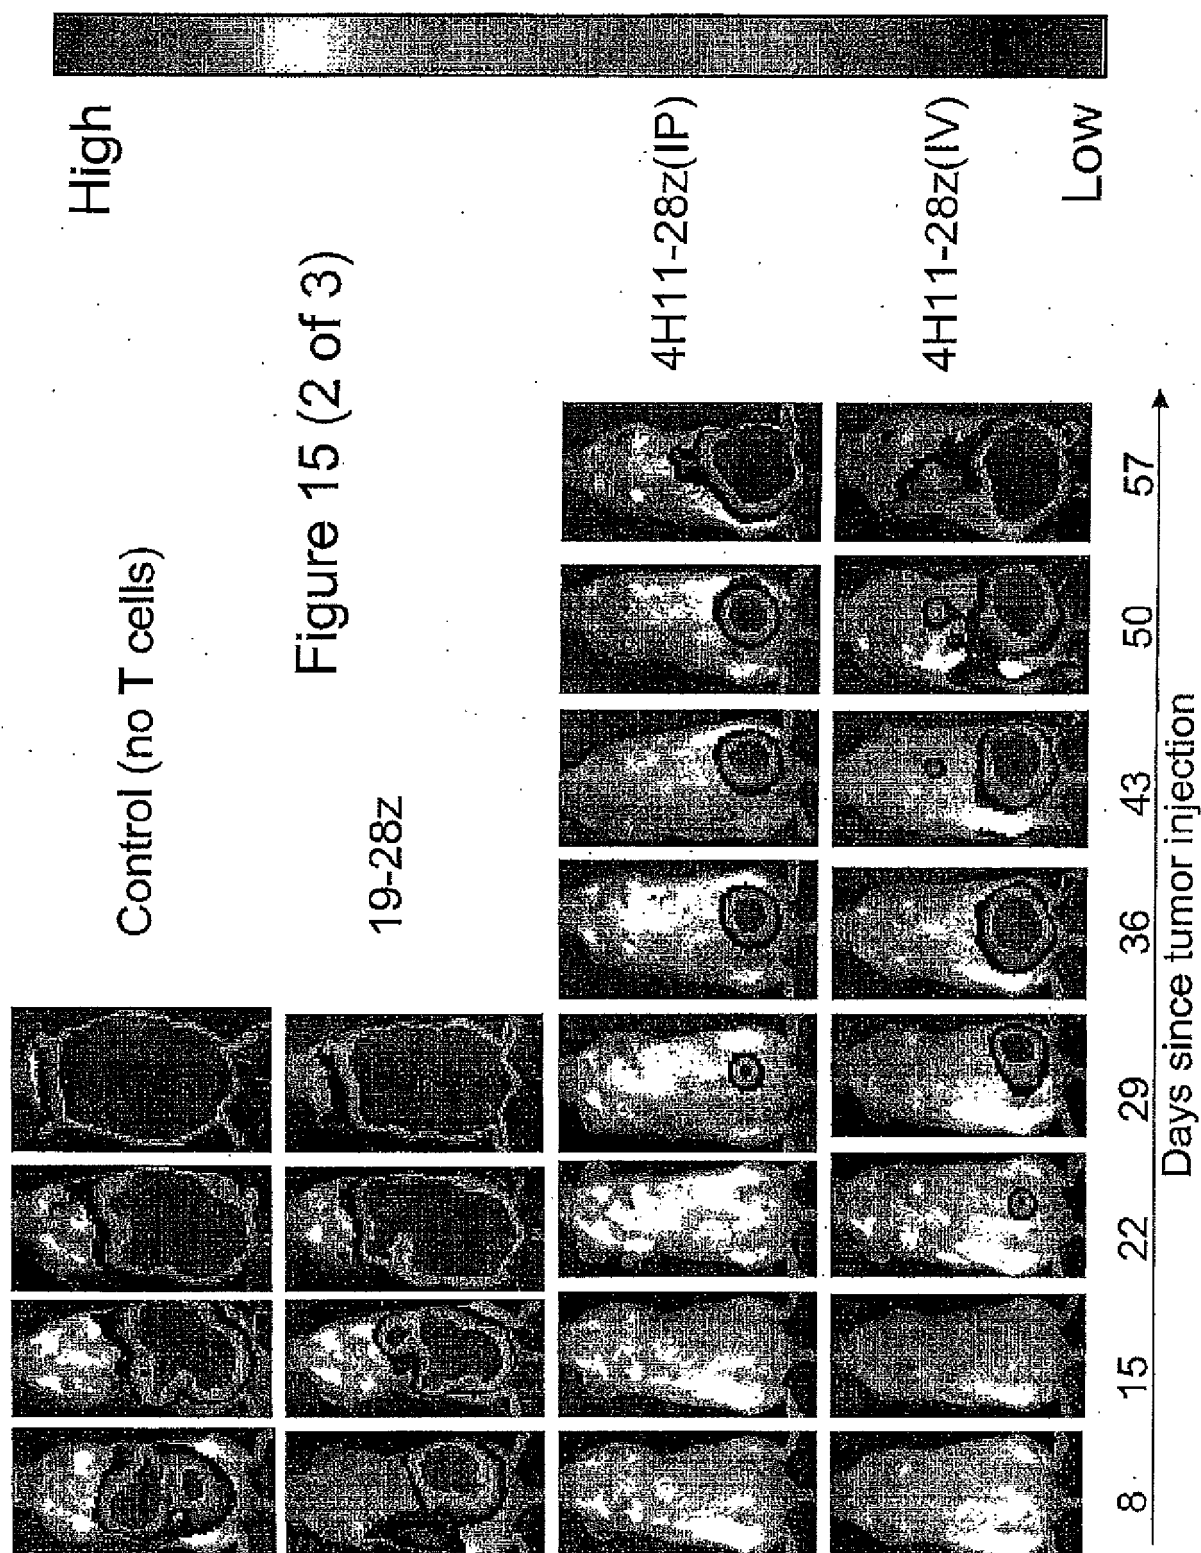 High
Low
Control (no T cells)
Figure 15 (2 of 3)
19-28z
4H11-28z(IP)
4H11-28z(IV)
8 15 22 29 36 43 50 57
Days since tumor injection